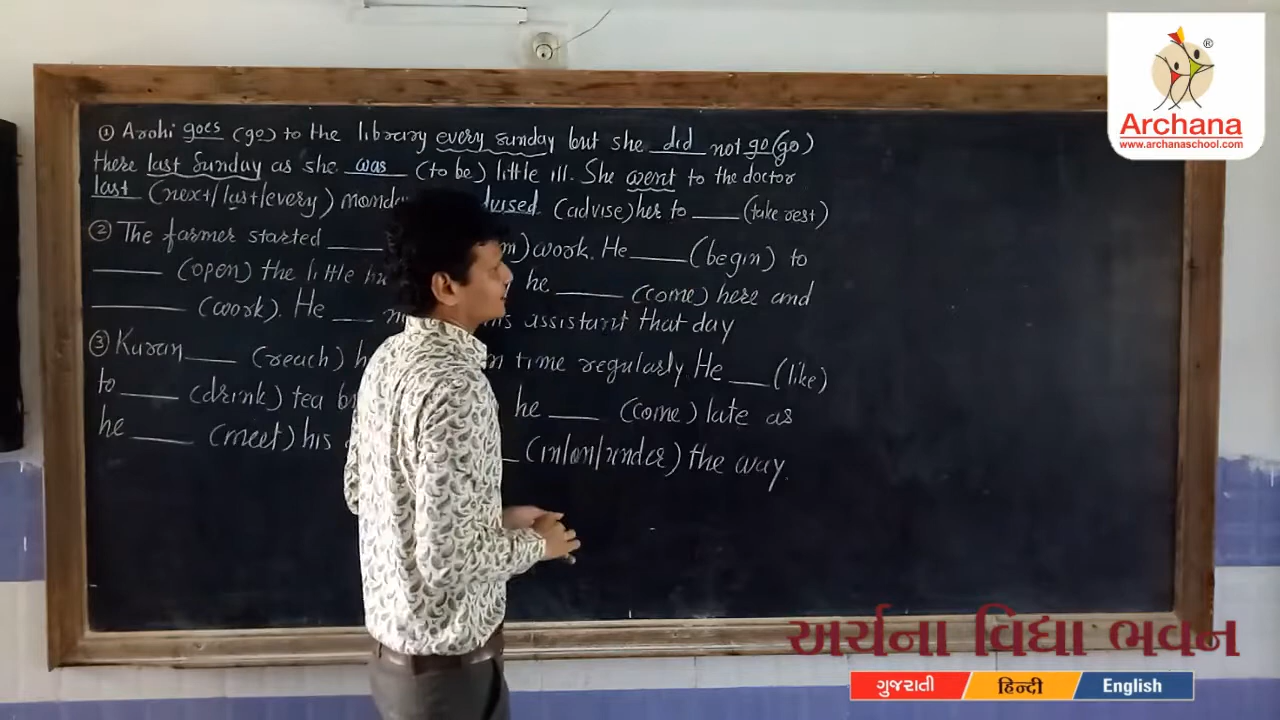 ① Arohi goes (go) to the library every sunday but she did not go (go)
there last Sunday as she was (to be) little ill. She went to the doctor
last (next/last/every) monday (advise) her to ____ (take rest)
② The farmer started ____ work. He ____ (begin) to
____ (open) the little he ____ (come) here and
____ (work). He ____ assistant that day
③ Karan ____ (reach) time regularly He ____ (like)
to ____ (drink) tea he ____ (come) late as
he ____ (meet) his ____ (in/on/under) the way.
®
Archana
www.archanaschool.com
અર્ચના વિદ્યા ભવન
ગુજરાતી हिन्दी English